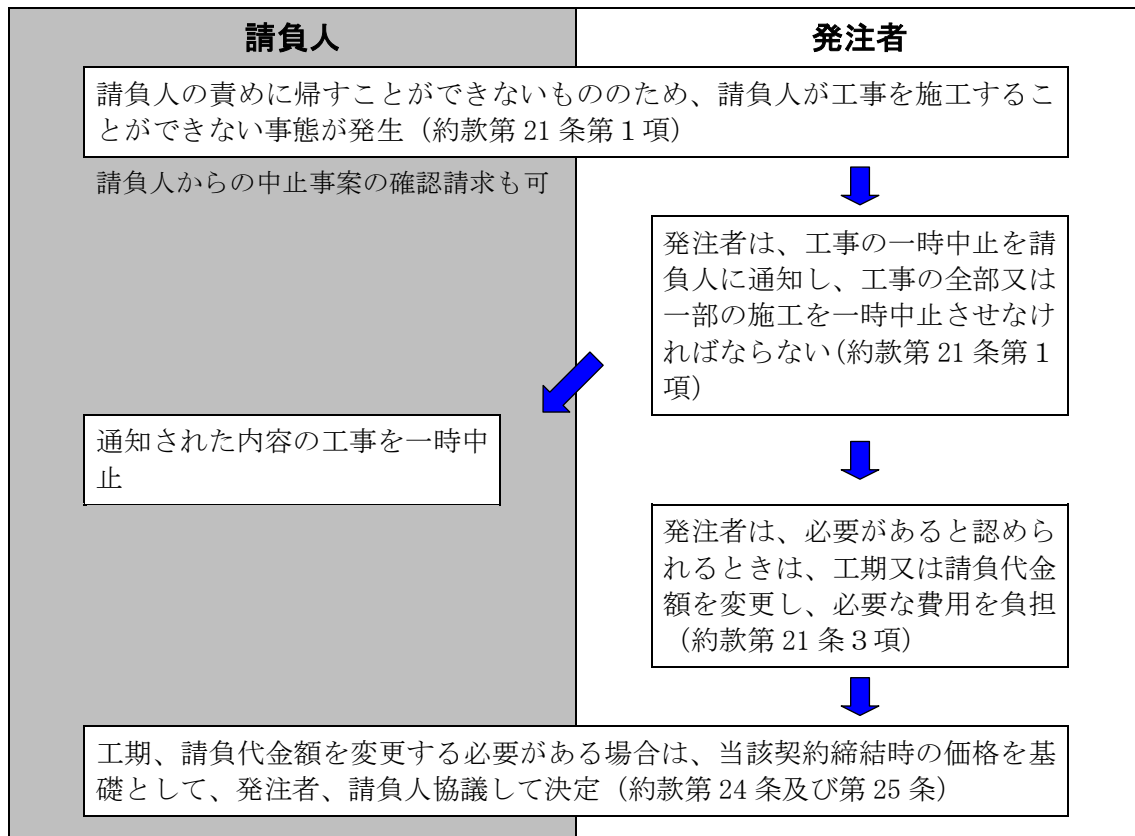 請負人
発注者
請負人の責めに帰すことができないもののため、請負人が工事を施工するこ
とができない事態が発生（約款第 21 条第１項）
請負人からの中止事案の確認請求も可
発注者は、工事の一時中止を請
負人に通知し、工事の全部又は
一部の施工を一時中止させなけ
ればならない（約款第 21 条第１
項）
通知された内容の工事を一時中
止
発注者は、必要があると認めら
れるときは、工期又は請負代金
額を変更し、必要な費用を負担
（約款第 21 条３項）
工期、請負代金額を変更する必要がある場合は、当該契約締結時の価格を基
礎として、発注者、請負人協議して決定（約款第 24 条及び第 25 条）